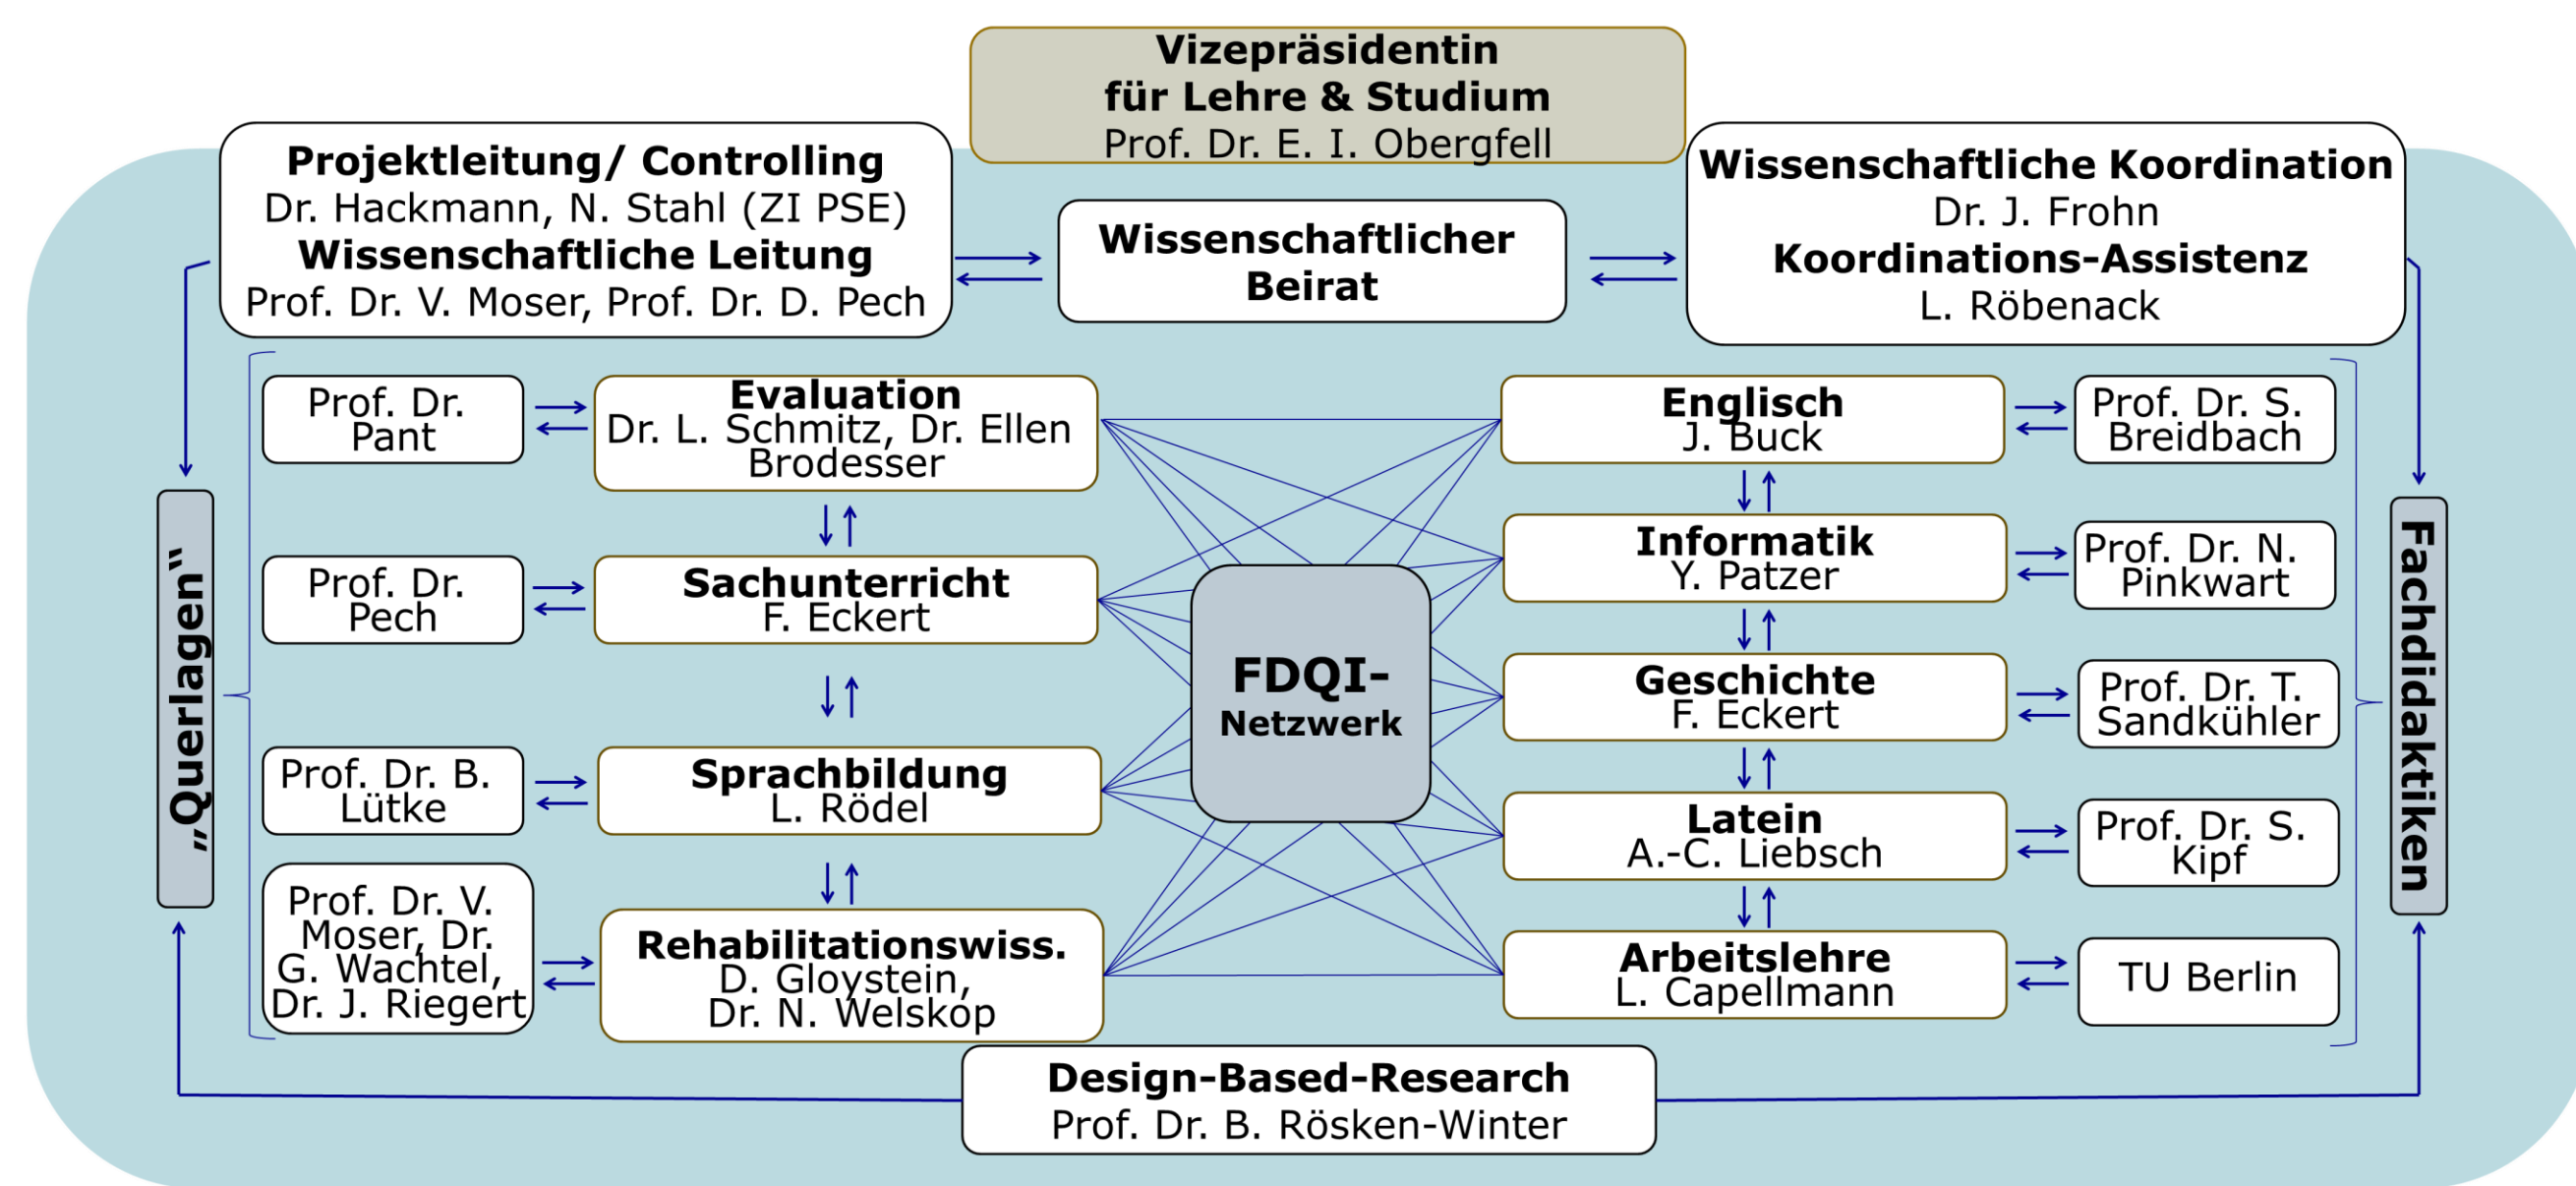 Vizepräsidentin
für Lehre & Studium
Prof. Dr. E. I. Obergfell
Projektleitung/ Controlling
Dr. Hackmann, N. Stahl (ZI PSE)
Wissenschaftliche Leitung
Prof. Dr. V. Moser, Prof. Dr. D. Pech
Wissenschaftlicher
Beirat
Wissenschaftliche Koordination
Dr. J. Frohn
Koordinations-Assistenz
L. Röbenack
„Querlagen“
Prof. Dr.
Pant
Evaluation
Dr. L. Schmitz, Dr. Ellen
Brodesser
Prof. Dr.
Pech
Sachunterricht
F. Eckert
Prof. Dr. B.
Lütke
Sprachbildung
L. Rödel
Prof. Dr. V.
Moser, Dr.
G. Wachtel,
Dr. J. Riegert
Rehabilitationswiss.
D. Gloystein,
Dr. N. Welskop
FDQI-
Netzwerk
Englisch
J. Buck
Prof. Dr. S.
Breidbach
Informatik
Y. Patzer
Prof. Dr. N.
Pinkwart
Geschichte
F. Eckert
Prof. Dr. T.
Sandkühler
Latein
A.-C. Liebsch
Prof. Dr. S.
Kipf
Arbeitslehre
L. Capellmann
TU Berlin
Fachdidaktiken
Design-Based-Research
Prof. Dr. B. Rösken-Winter